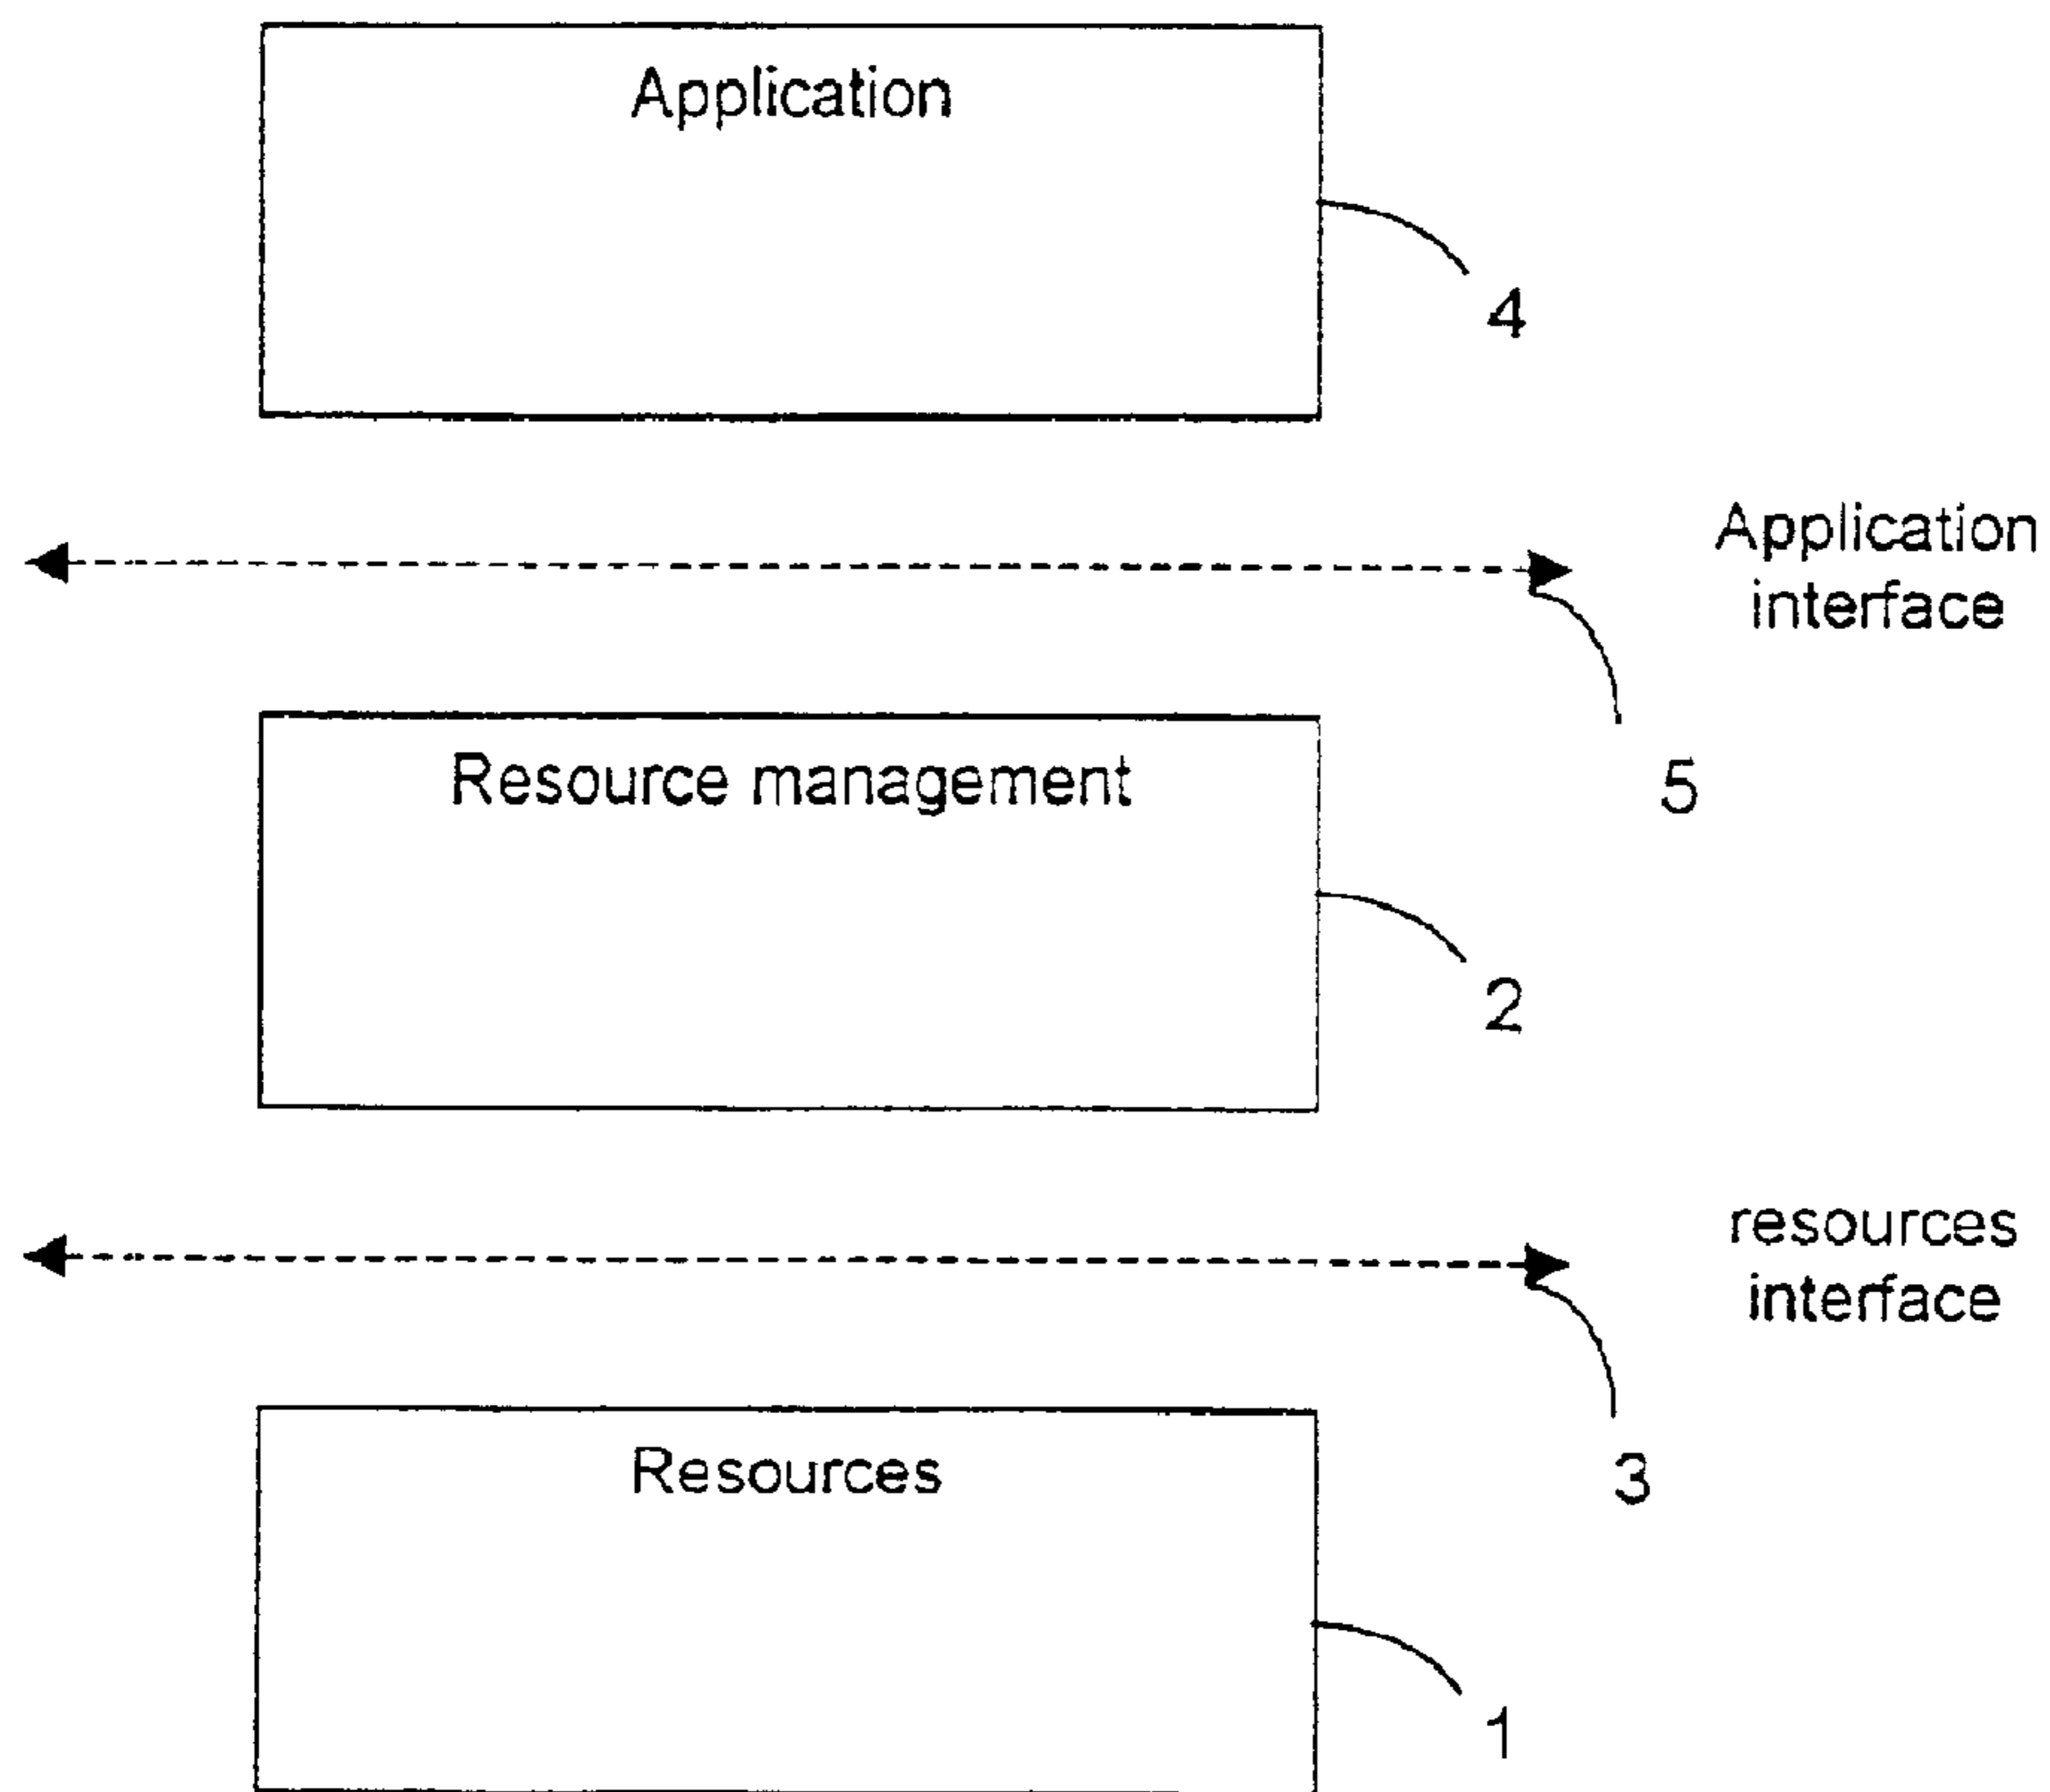 Application
4
Application
interface
5
Resource management
2
resources
interface
3
Resources
1